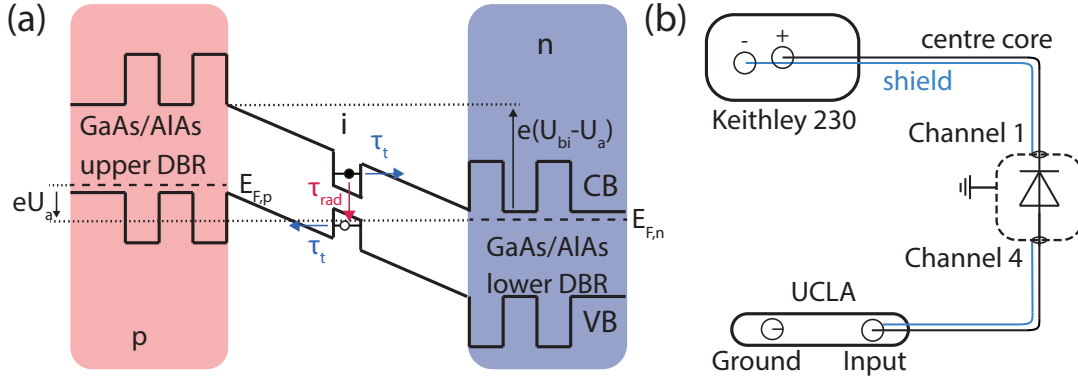 (a)
n
GaAs/AlAs
upper DBR
i
τt
e(Ubi-Ua)
CB
EF,p
τrad
eUa
EF,n
τt
GaAs/AlAs
lower DBR
VB
p
(b)
- +
centre core
shield
Keithley 230
Channel 1
Channel 4
UCLA
Ground Input